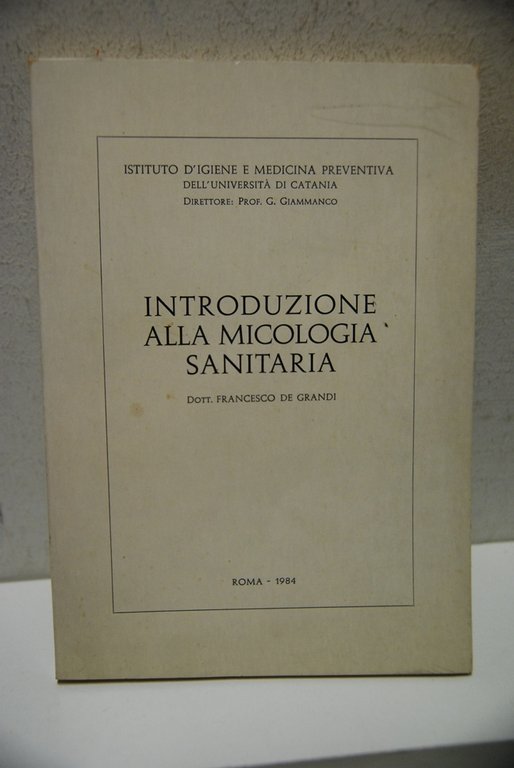 ISTITUTO D'IGIENE E MEDICINA PREVENTIVA
DELL'UNIVERSITÀ DI CATANIA
DIRETTORE: PROF. G. GIAMMANCO
INTRODUZIONE
ALLA MICOLOGIA
SANITARIA
DOTT. FRANCESCO DE GRANDI
ROMA - 1984